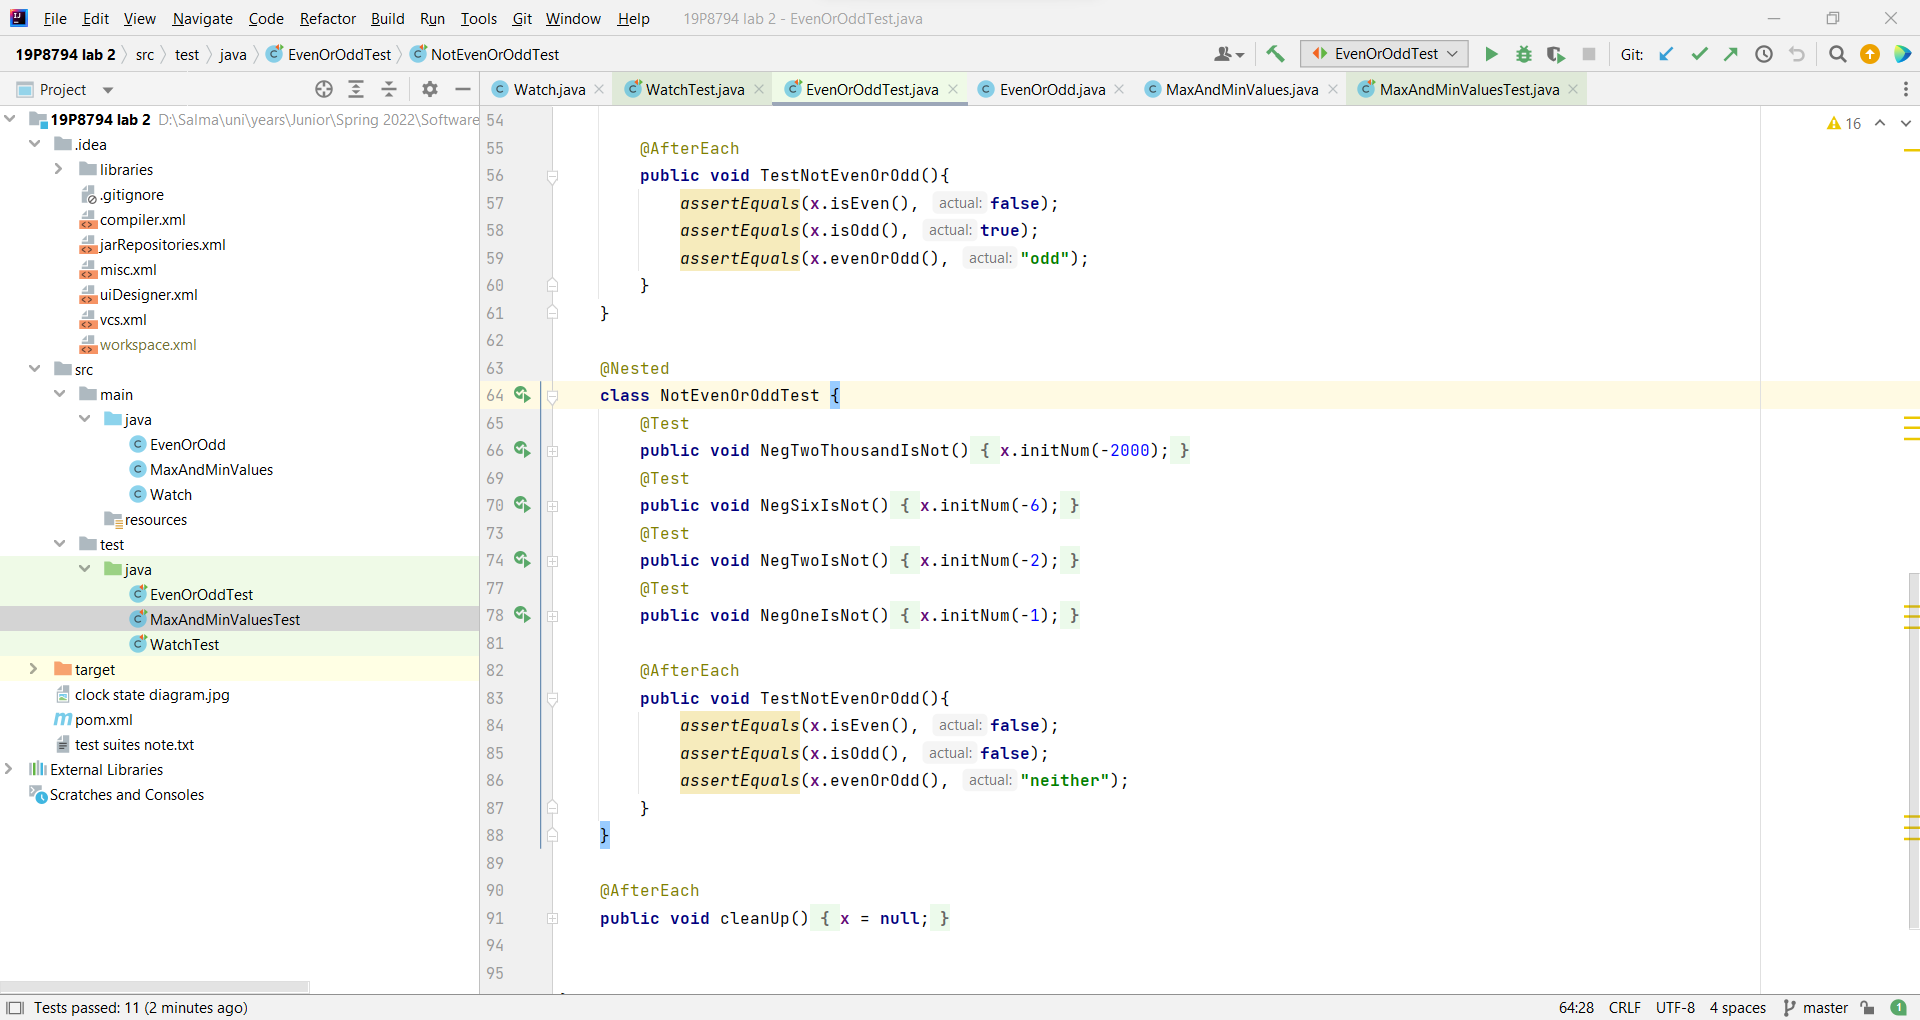 File Edit View Navigate Code Refactor Build Run Tools Git Window Help 19P8794 lab 2 - EvenOrOddTest.java
19P8794 lab 2 src test java EvenOrOddTest NotEvenOrOddTest EvenOrOddTest Git:
Project
Watch.java WatchTest.java EvenOrOddTest.java EvenOrOdd.java MaxAndMinValues.java MaxAndMinValuesTest.java
19P8794 lab 2 D:\Salma\uni\years\Junior\Spring 2022\Software
.idea
libraries
.gitignore
compiler.xml
jarRepositories.xml
misc.xml
uiDesigner.xml
vcs.xml
workspace.xml
src
main
java
EvenOrOdd
MaxAndMinValues
Watch
resources
test
java
EvenOrOddTest
MaxAndMinValuesTest
WatchTest
target
clock state diagram.jpg
pom.xml
test suites note.txt
External Libraries
Scratches and Consoles
16
54
55 @AfterEach
56 public void TestNotEvenOrOdd(){
57 assertEquals(x.isEven(), actual: false);
58 assertEquals(x.isOdd(), actual: true);
59 assertEquals(x.evenOrOdd(), actual: "odd");
60 }
61 }
62
63 @Nested
64 class NotEvenOrOddTest {
65 @Test
66 public void NegTwoThousandIsNot() { x.initNum(-2000); }
69 @Test
70 public void NegSixIsNot() { x.initNum(-6); }
73 @Test
74 public void NegTwoIsNot() { x.initNum(-2); }
77 @Test
78 public void NegOneIsNot() { x.initNum(-1); }
81
82 @AfterEach
83 public void TestNotEvenOrOdd(){
84 assertEquals(x.isEven(), actual: false);
85 assertEquals(x.isOdd(), actual: false);
86 assertEquals(x.evenOrOdd(), actual: "neither");
87 }
88 }
89
90 @AfterEach
91 public void cleanUp() { x = null; }
94
95
Tests passed: 11 (2 minutes ago) 64:28 CRLF UTF-8 4 spaces master 1